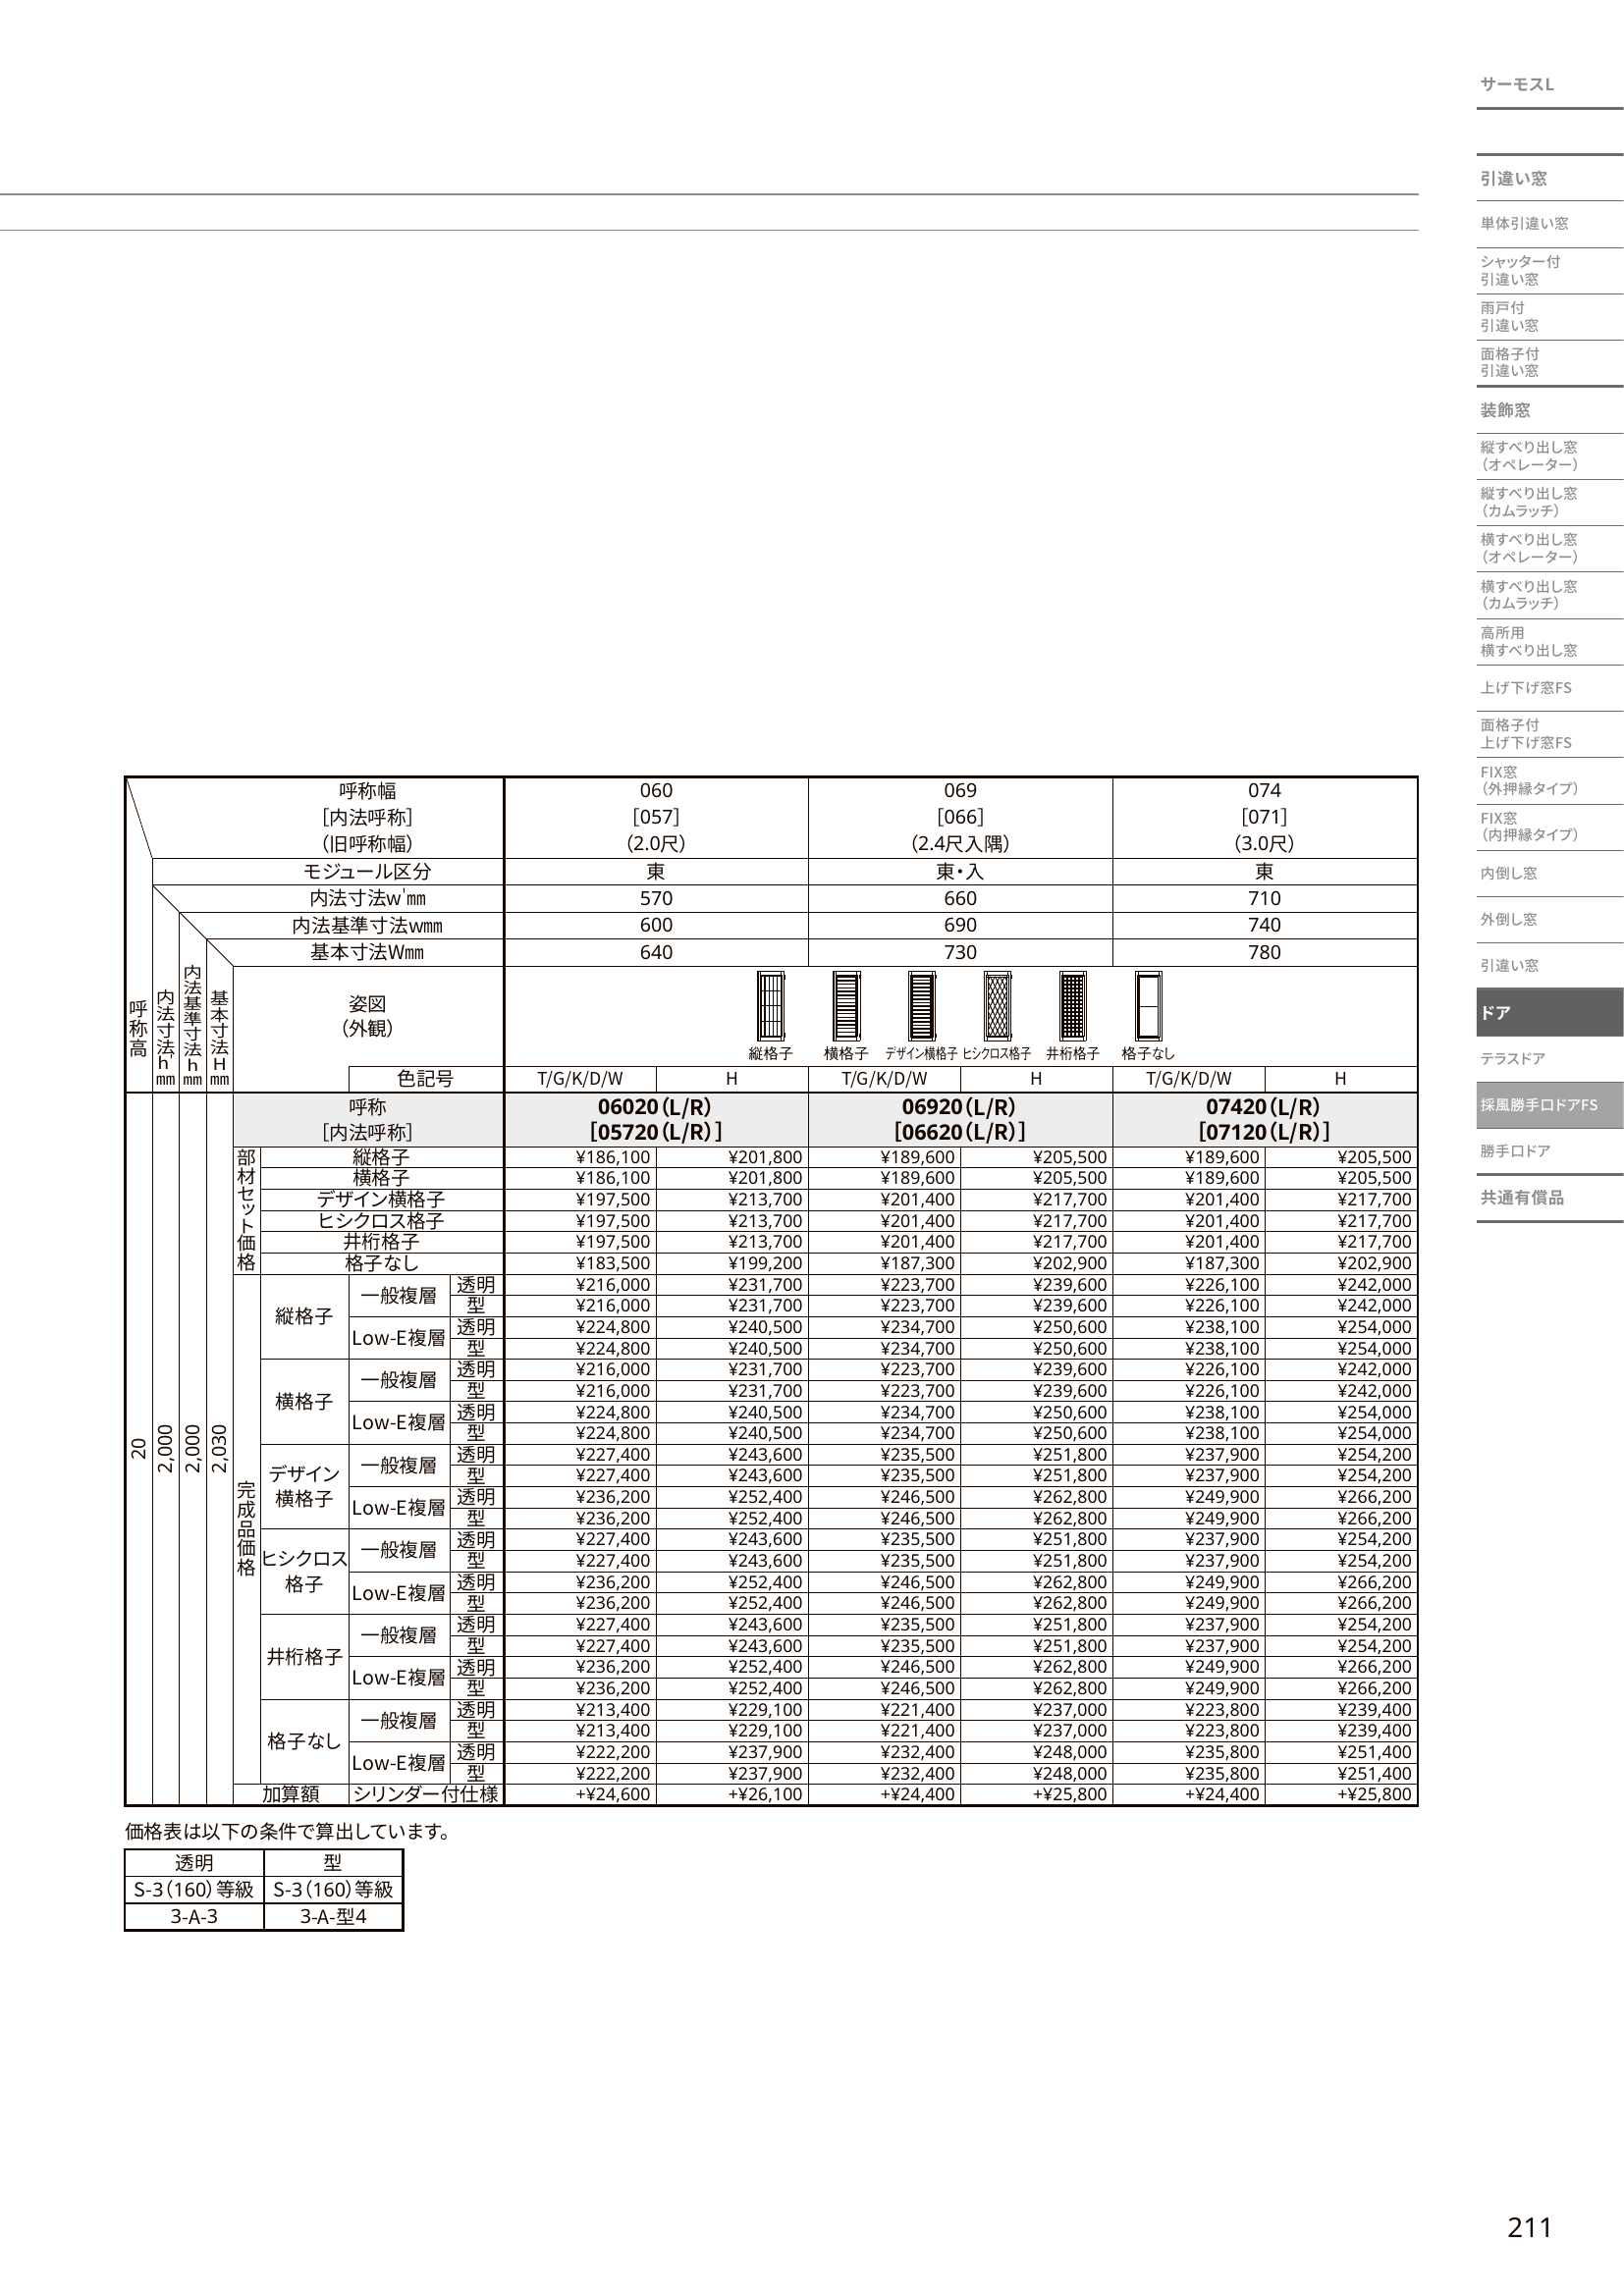 サーモスL
引違い窓
単体引違い窓
シャッター付
引違い窓
雨戸付
引違い窓
面格子付
引違い窓
装飾窓
縦すべり出し窓
（オペレーター）
縦すべり出し窓
（カムラッチ）
横すべり出し窓
（オペレーター）
横すべり出し窓
（カムラッチ）
高所用
横すべり出し窓
上げ下げ窓FS
面格子付
上げ下げ窓FS
FIX窓
（外押縁タイプ）
FIX窓
（内押縁タイプ）
内倒し窓
外倒し窓
引違い窓
ドア
テラスドア
採風勝手口ドアFS
勝手口ドア
共通有償品
呼称幅 060 069 074
［内法呼称］ ［057］ ［066］ ［071］
（旧呼称幅） （2.0尺） （2.4尺入隅） （3.0尺）
モジュール区分 東 東・入 東
内法寸法w'㎜ 570 660 710
内法基準寸法w㎜ 600 690 740
基本寸法W㎜ 640 730 780
呼称高
内法寸法h'㎜
内法基準寸法h㎜
基本寸法H㎜
姿図
（外観）
縦格子 横格子 デザイン横格子 ヒシクロス格子 井桁格子 格子なし
色記号 T/G/K/D/W H T/G/K/D/W H T/G/K/D/W H
呼称 06020（L/R） 06920（L/R） 07420（L/R）
［内法呼称］ ［05720（L/R）］ ［06620（L/R）］ ［07120（L/R）］
20 2,000 2,000 2,030
部材セット価格
縦格子 ¥186,100 ¥201,800 ¥189,600 ¥205,500 ¥189,600 ¥205,500
横格子 ¥186,100 ¥201,800 ¥189,600 ¥205,500 ¥189,600 ¥205,500
デザイン横格子 ¥197,500 ¥213,700 ¥201,400 ¥217,700 ¥201,400 ¥217,700
ヒシクロス格子 ¥197,500 ¥213,700 ¥201,400 ¥217,700 ¥201,400 ¥217,700
井桁格子 ¥197,500 ¥213,700 ¥201,400 ¥217,700 ¥201,400 ¥217,700
格子なし ¥183,500 ¥199,200 ¥187,300 ¥202,900 ¥187,300 ¥202,900
完成品価格
縦格子 一般複層 透明 ¥216,000 ¥231,700 ¥223,700 ¥239,600 ¥226,100 ¥242,000
型 ¥216,000 ¥231,700 ¥223,700 ¥239,600 ¥226,100 ¥242,000
Low-E複層 透明 ¥224,800 ¥240,500 ¥234,700 ¥250,600 ¥238,100 ¥254,000
型 ¥224,800 ¥240,500 ¥234,700 ¥250,600 ¥238,100 ¥254,000
横格子 一般複層 透明 ¥216,000 ¥231,700 ¥223,700 ¥239,600 ¥226,100 ¥242,000
型 ¥216,000 ¥231,700 ¥223,700 ¥239,600 ¥226,100 ¥242,000
Low-E複層 透明 ¥224,800 ¥240,500 ¥234,700 ¥250,600 ¥238,100 ¥254,000
型 ¥224,800 ¥240,500 ¥234,700 ¥250,600 ¥238,100 ¥254,000
デザイン
横格子 一般複層 透明 ¥227,400 ¥243,600 ¥235,500 ¥251,800 ¥237,900 ¥254,200
型 ¥227,400 ¥243,600 ¥235,500 ¥251,800 ¥237,900 ¥254,200
Low-E複層 透明 ¥236,200 ¥252,400 ¥246,500 ¥262,800 ¥249,900 ¥266,200
型 ¥236,200 ¥252,400 ¥246,500 ¥262,800 ¥249,900 ¥266,200
ヒシクロス
格子 一般複層 透明 ¥227,400 ¥243,600 ¥235,500 ¥251,800 ¥237,900 ¥254,200
型 ¥227,400 ¥243,600 ¥235,500 ¥251,800 ¥237,900 ¥254,200
Low-E複層 透明 ¥236,200 ¥252,400 ¥246,500 ¥262,800 ¥249,900 ¥266,200
型 ¥236,200 ¥252,400 ¥246,500 ¥262,800 ¥249,900 ¥266,200
井桁格子 一般複層 透明 ¥227,400 ¥243,600 ¥235,500 ¥251,800 ¥237,900 ¥254,200
型 ¥227,400 ¥243,600 ¥235,500 ¥251,800 ¥237,900 ¥254,200
Low-E複層 透明 ¥236,200 ¥252,400 ¥246,500 ¥262,800 ¥249,900 ¥266,200
型 ¥236,200 ¥252,400 ¥246,500 ¥262,800 ¥249,900 ¥266,200
格子なし 一般複層 透明 ¥213,400 ¥229,100 ¥221,400 ¥237,000 ¥223,800 ¥239,400
型 ¥213,400 ¥229,100 ¥221,400 ¥237,000 ¥223,800 ¥239,400
Low-E複層 透明 ¥222,200 ¥237,900 ¥232,400 ¥248,000 ¥235,800 ¥251,400
型 ¥222,200 ¥237,900 ¥232,400 ¥248,000 ¥235,800 ¥251,400
加算額 シリンダー付仕様 +¥24,600 +¥26,100 +¥24,400 +¥25,800 +¥24,400 +¥25,800
価格表は以下の条件で算出しています。
透明 型
S-3（160）等級 S-3（160）等級
3-A-3 3-A-型4
211